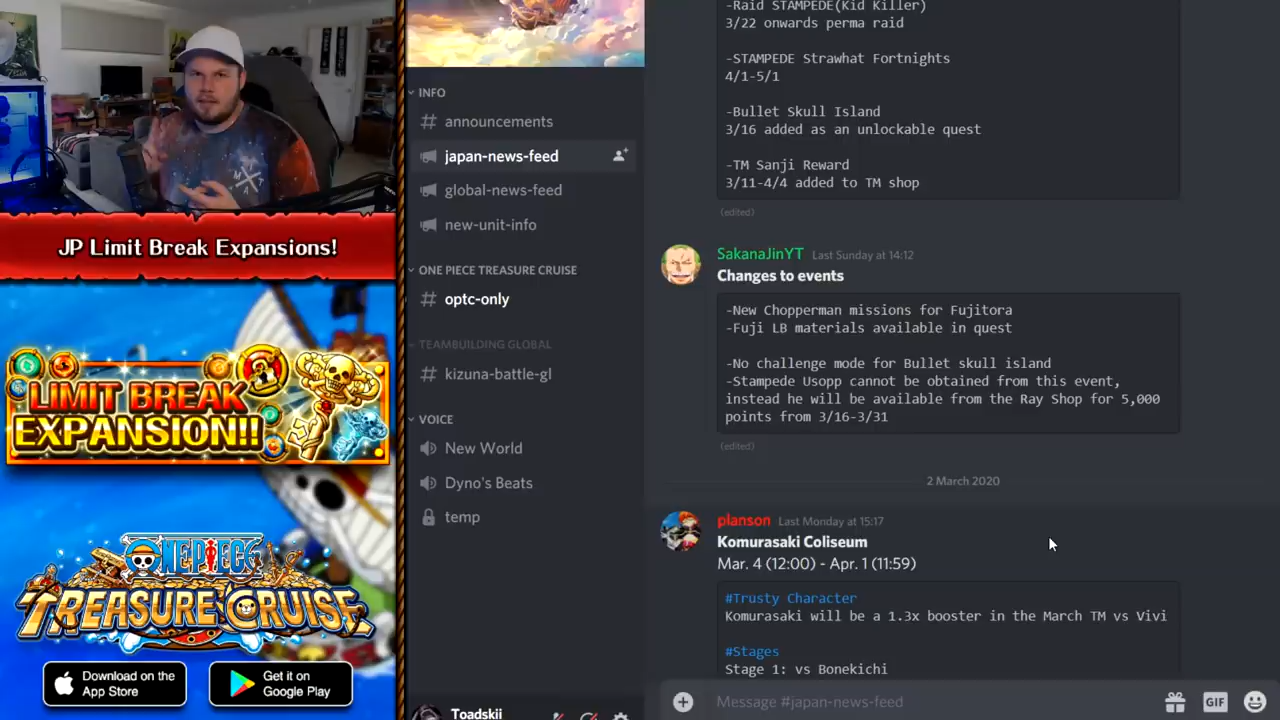 JP Limit Break Expansions!
LIMIT BREAK
EXPANSION!!
ONE PIECE
TREASURE CRUISE
Download on the
App Store
Get it on
Google Play
INFO
announcements
japan-news-feed
global-news-feed
new-unit-info
ONE PIECE TREASURE CRUISE
optc-only
TEAMBUILDING GLOBAL
kizuna-battle-gl
VOICE
New World
Dyno's Beats
temp
Toadskii
-Raid STAMPEDE(Kid Killer)
3/22 onwards perma raid
-STAMPEDE Strawhat Fortnights
4/1-5/1
-Bullet Skull Island
3/16 added as an unlockable quest
-TM Sanji Reward
3/11-4/4 added to TM shop
(edited)
SakanaJinYT Last Sunday at 14:12
Changes to events
-New Chopperman missions for Fujitora
-Fuji LB materials available in quest
-No challenge mode for Bullet skull island
-Stampede Usopp cannot be obtained from this event,
instead he will be available from the Ray Shop for 5,000
points from 3/16-3/31
(edited)
2 March 2020
planson Last Monday at 15:17
Komurasaki Coliseum
Mar. 4 (12:00) - Apr. 1 (11:59)
#Trusty Character
Komurasaki will be a 1.3x booster in the March TM vs Vivi
#Stages
Stage 1: vs Bonekichi
Message #japan-news-feed
GIF